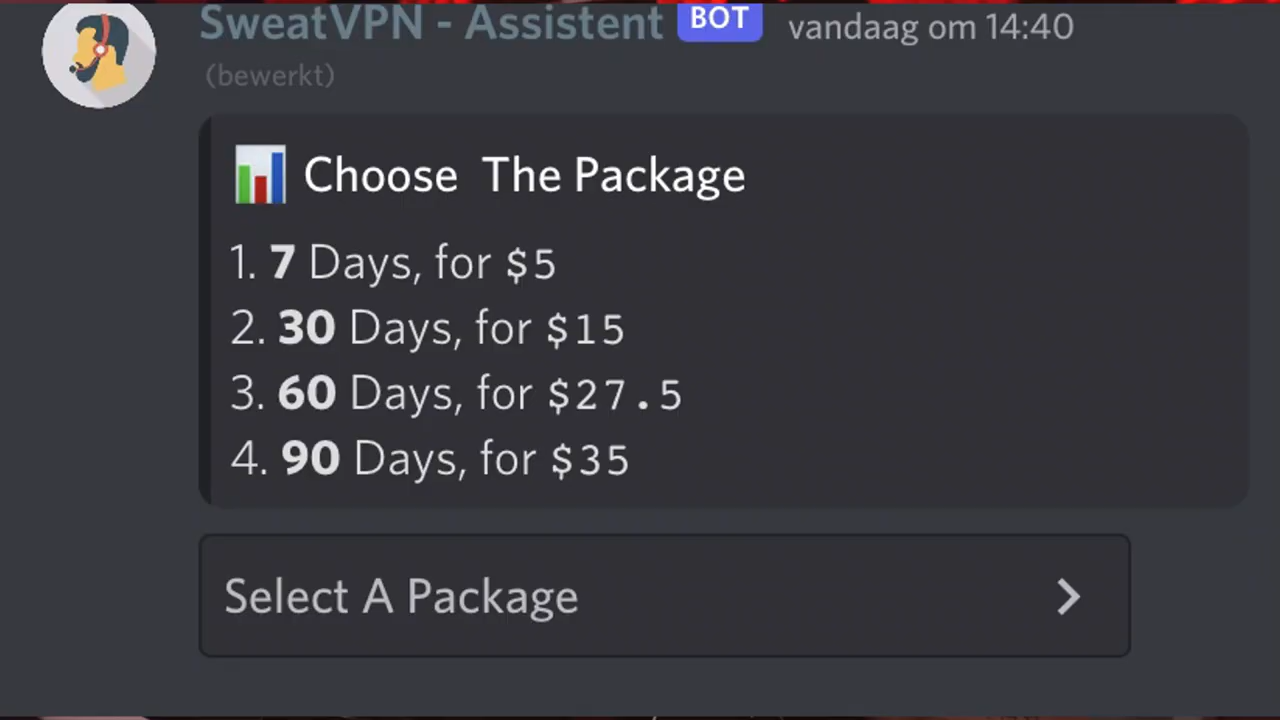 SweatVPN - Assistent BOT vandaag om 14:40
(bewerkt)
Choose The Package
1. 7 Days, for $5
2. 30 Days, for $15
3. 60 Days, for $27.5
4. 90 Days, for $35
Select A Package